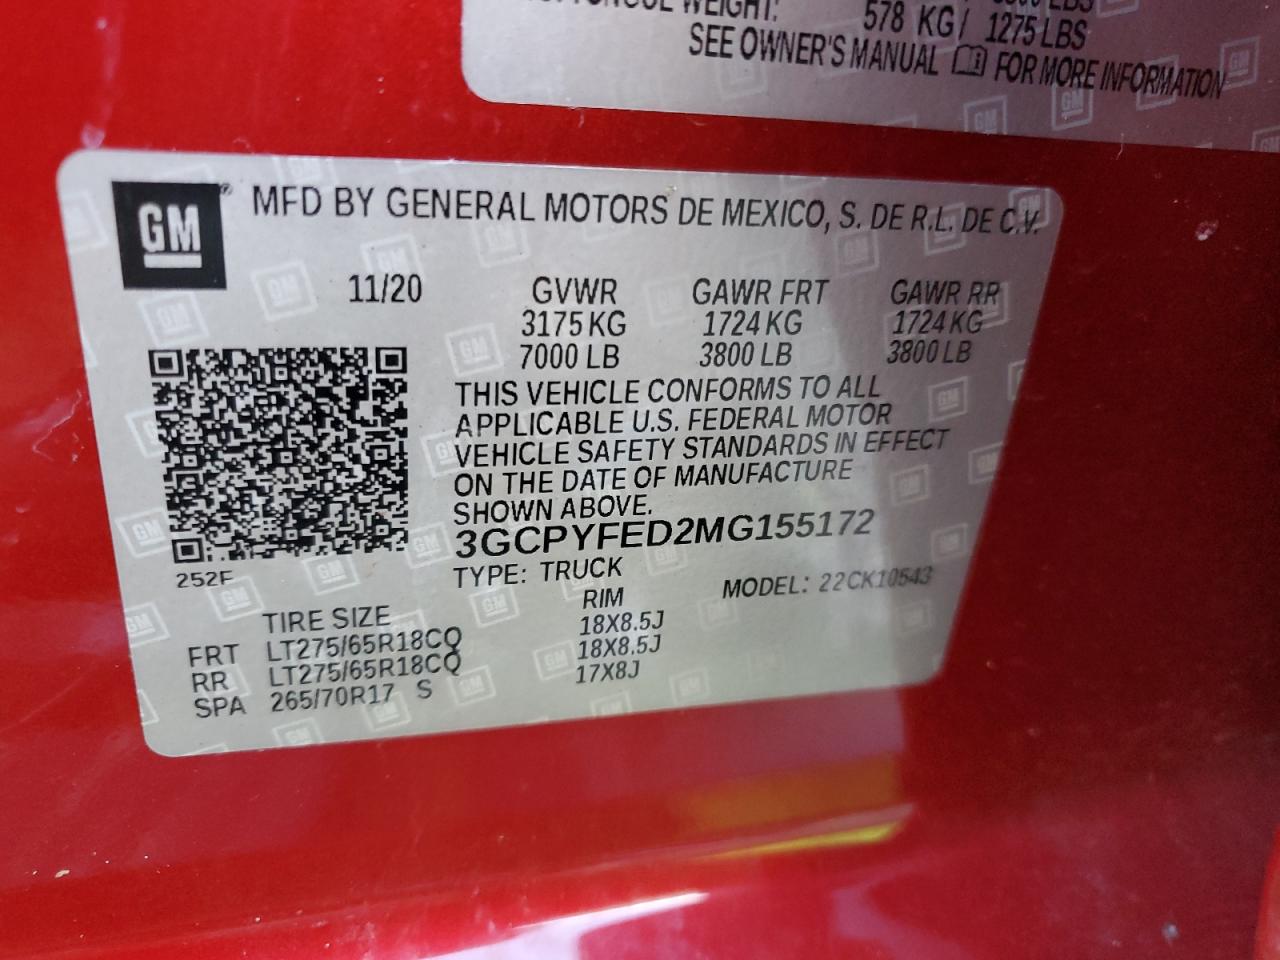 WEIGHT: 578 KG/ 1275 LBS
SEE OWNER'S MANUAL FOR MORE INFORMATION
GM® MFD BY GENERAL MOTORS DE MEXICO, S. DE R.L. DE C.V.
11/20 GVWR GAWR FRT GAWR RR
3175 KG 1724 KG 1724 KG
7000 LB 3800 LB 3800 LB
THIS VEHICLE CONFORMS TO ALL
APPLICABLE U.S. FEDERAL MOTOR
VEHICLE SAFETY STANDARDS IN EFFECT
ON THE DATE OF MANUFACTURE
SHOWN ABOVE.
3GCPYFED2MG155172
252F TYPE: TRUCK MODEL: 22CK10543
TIRE SIZE RIM
FRT LT275/65R18CQ 18X8.5J
RR LT275/65R18CQ 18X8.5J
SPA 265/70R17 S 17X8J